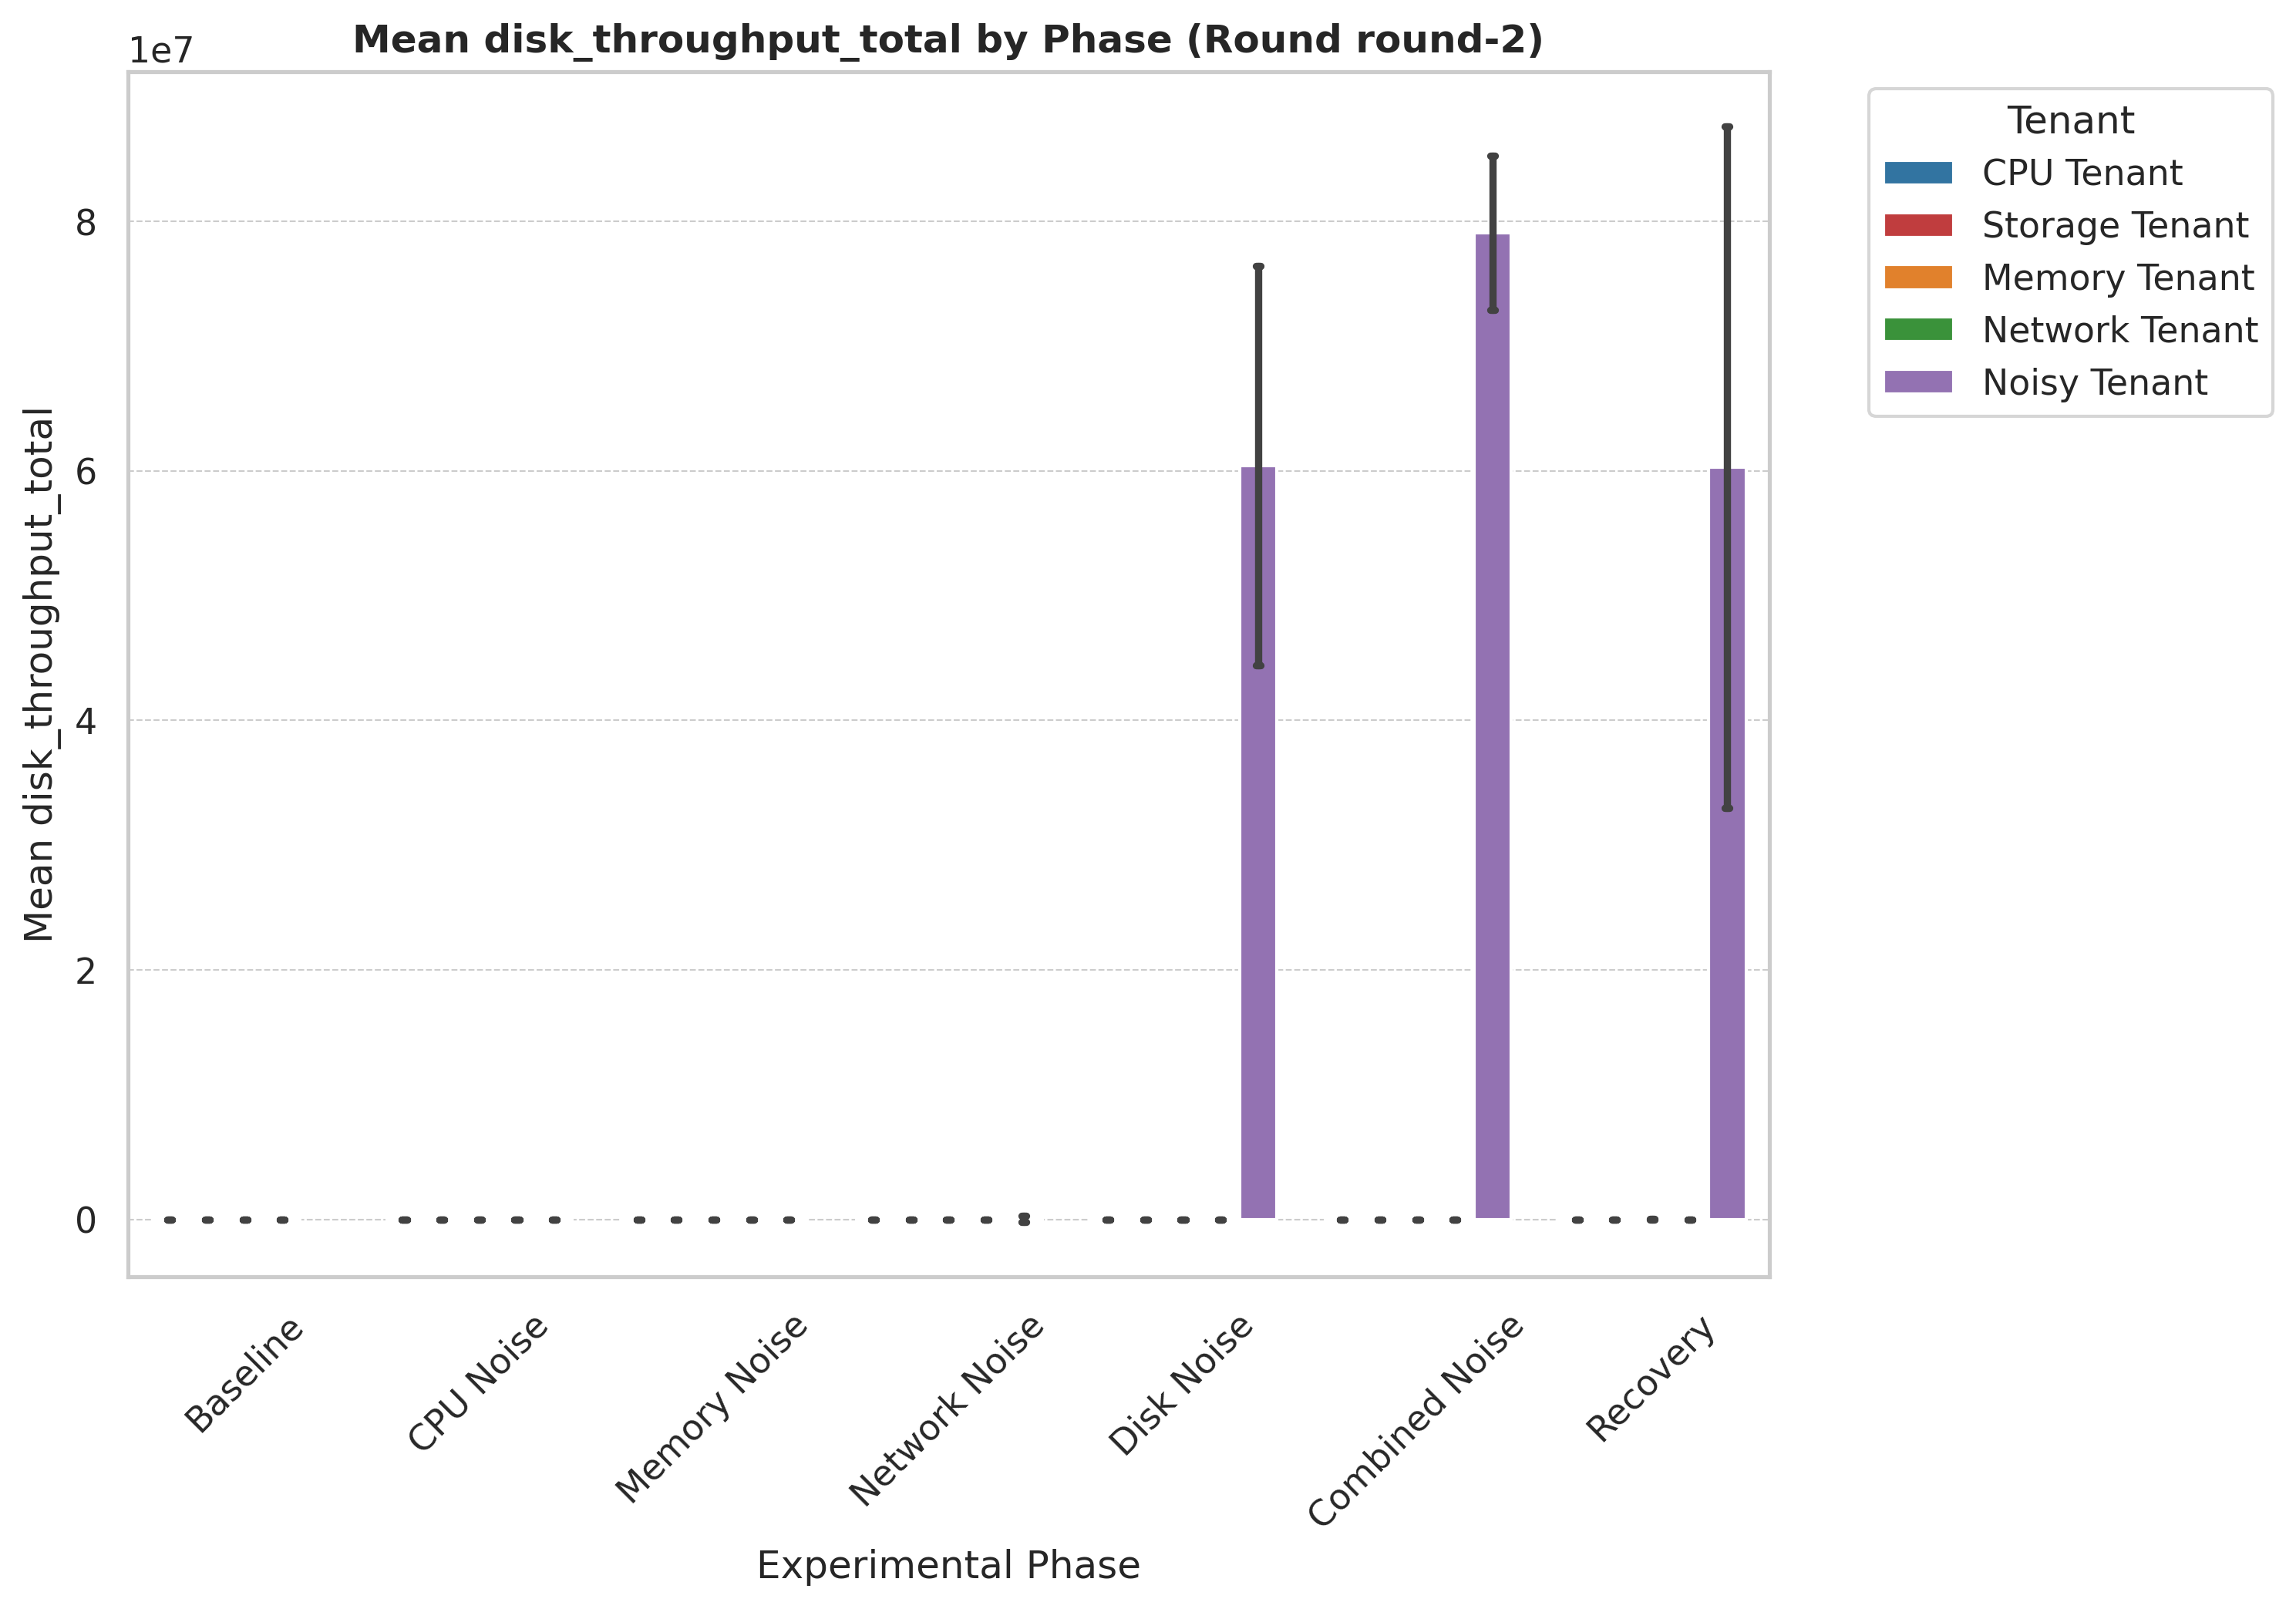 Mean disk_throughput_total by Phase (Round round-2)
1e7
8
6
4
2
0
Mean disk_throughput_total
Baseline
CPU Noise
Memory Noise
Network Noise
Disk Noise
Combined Noise
Recovery
Experimental Phase
Tenant
CPU Tenant
Storage Tenant
Memory Tenant
Network Tenant
Noisy Tenant